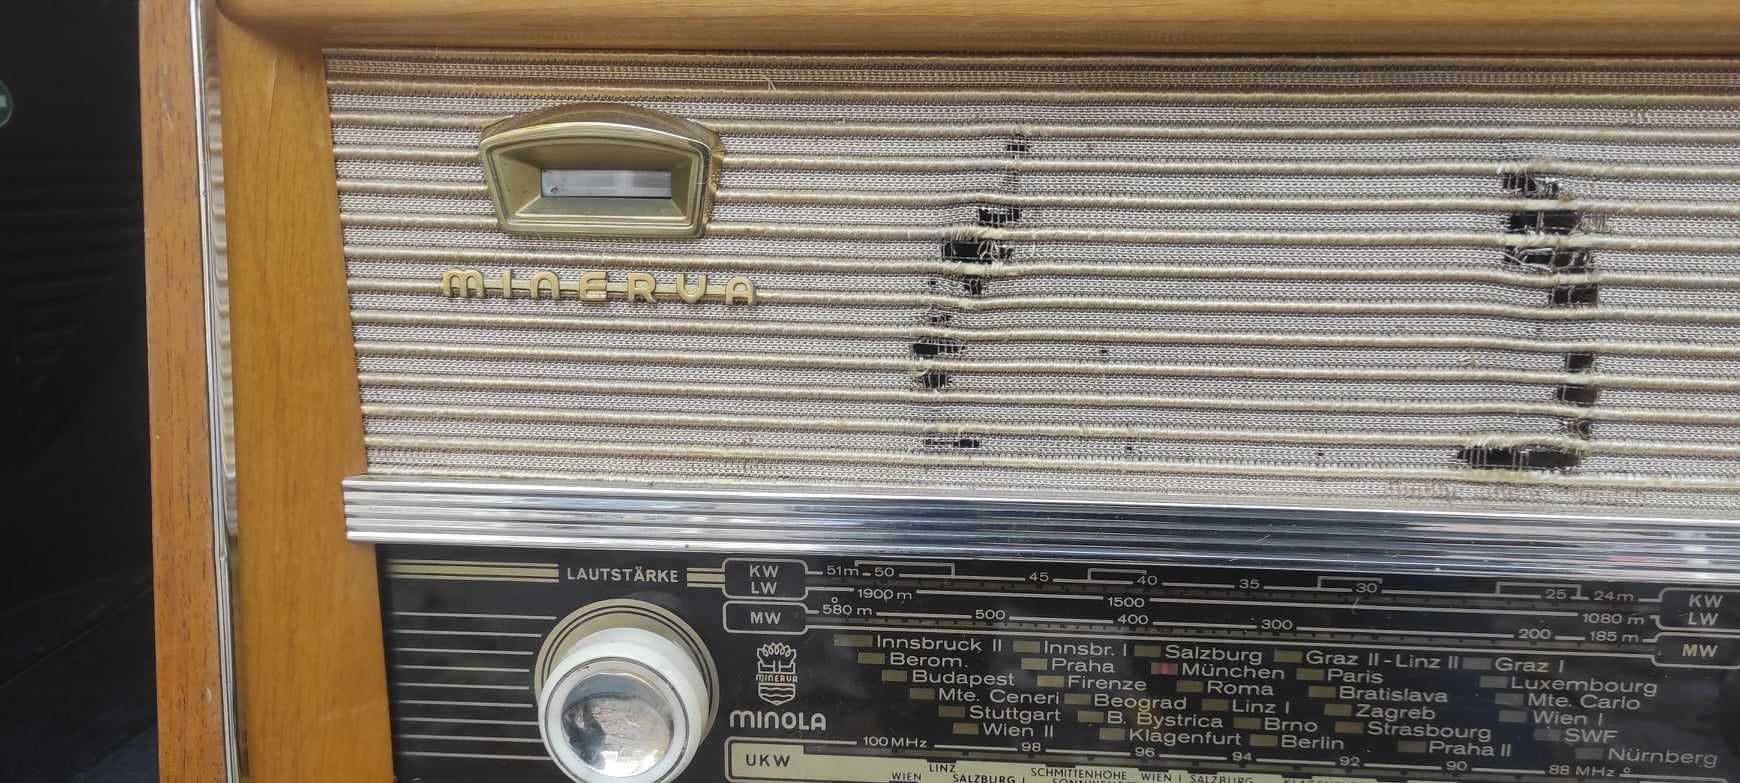 MINERVA
LAUTSTÄRKE
KW 51m 50 45 40 35 30 25 24m KW
LW 1900 m 1500 1080 m LW
MW 580 m 500 400 300 200 185 m MW
Innsbruck II Innsbr. I Salzburg Graz II-Linz II Graz I
Berom. Praha München Paris Luxembourg
Budapest Firenze Roma Bratislava Mte. Carlo
Mte. Ceneri Beograd Linz I Zagreb Wien I
Stuttgart B. Bystrica Brno Strasbourg SWF
Wien II Klagenfurt Berlin Praha II Nürnberg
MINERVA
MINOLA
UKW 100 MHz 98 96 94 92 90 88 MHz
WIEN LINZ SALZBURG I SCHMITTENHÖHE WIEN I SALZBURG